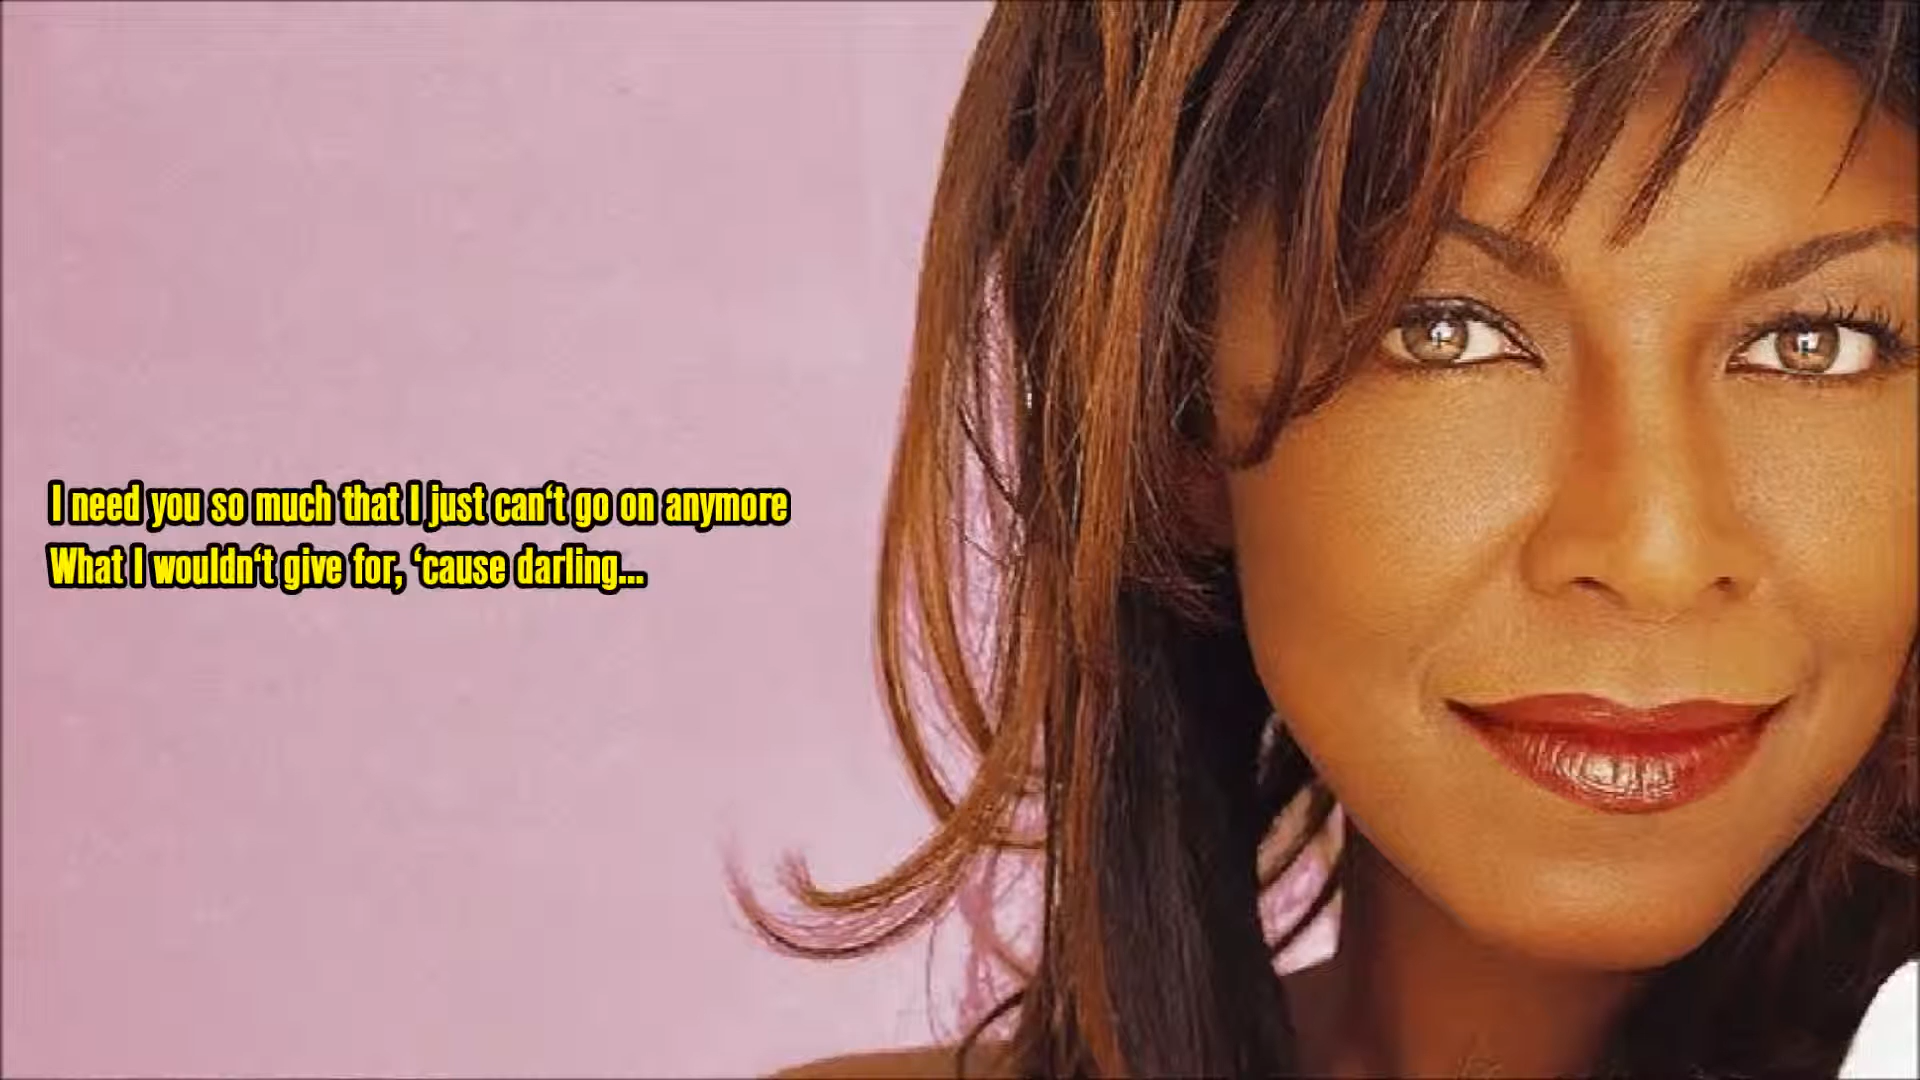 I need you so much that I just can‘t go on anymore
What I wouldn‘t give for, ‘cause darling...